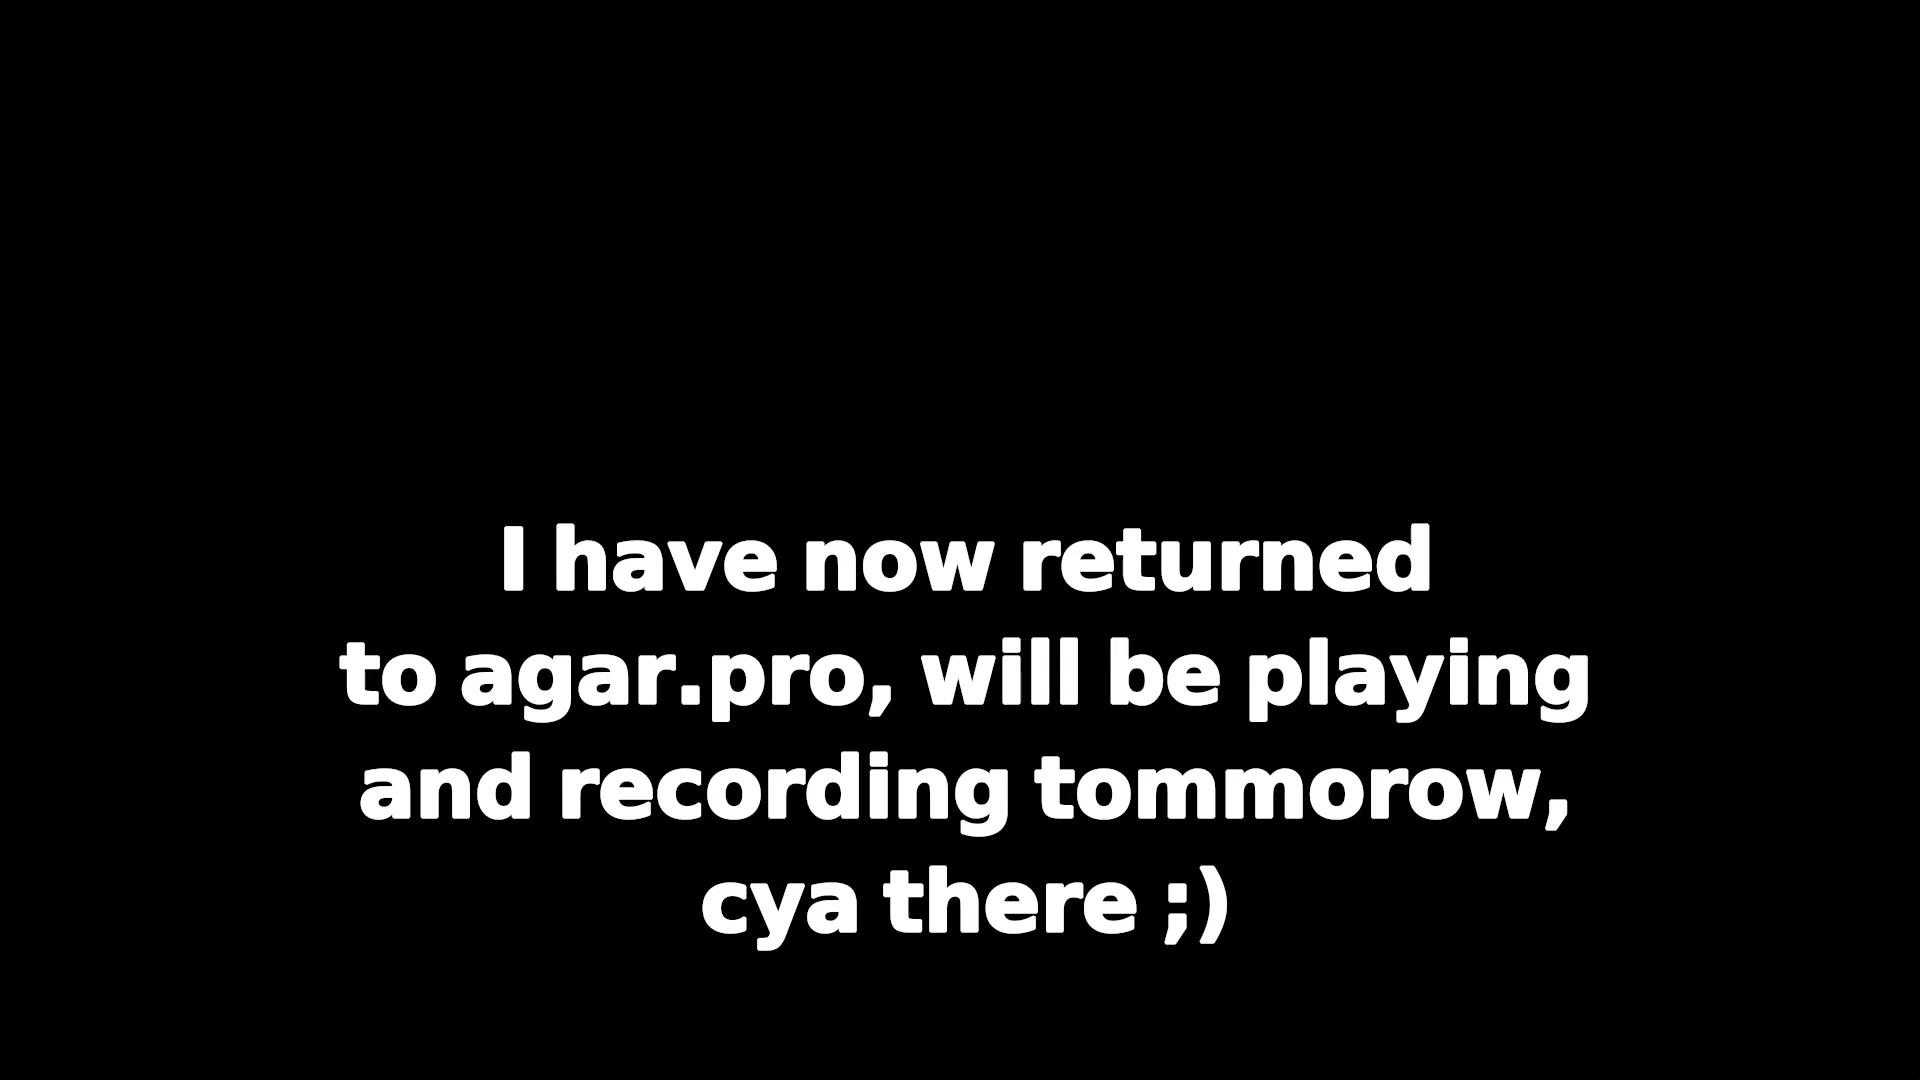 I have now returned
to agar.pro, will be playing
and recording tommorow,
cya there ;)